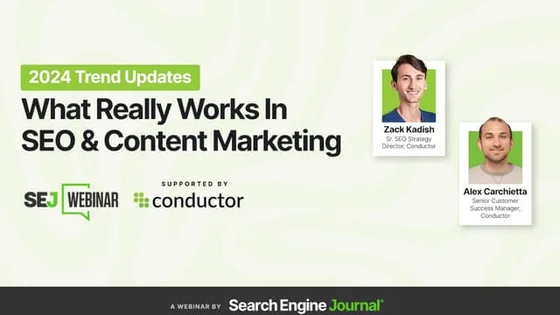 2024 Trend Updates
What Really Works In
SEO & Content Marketing
SEJ WEBINAR
SUPPORTED BY
conductor
Zack Kadish
Sr. SEO Strategy
Director, Conductor
Alex Carchietta
Senior Customer
Success Manager,
Conductor
A WEBINAR BY Search Engine Journal®